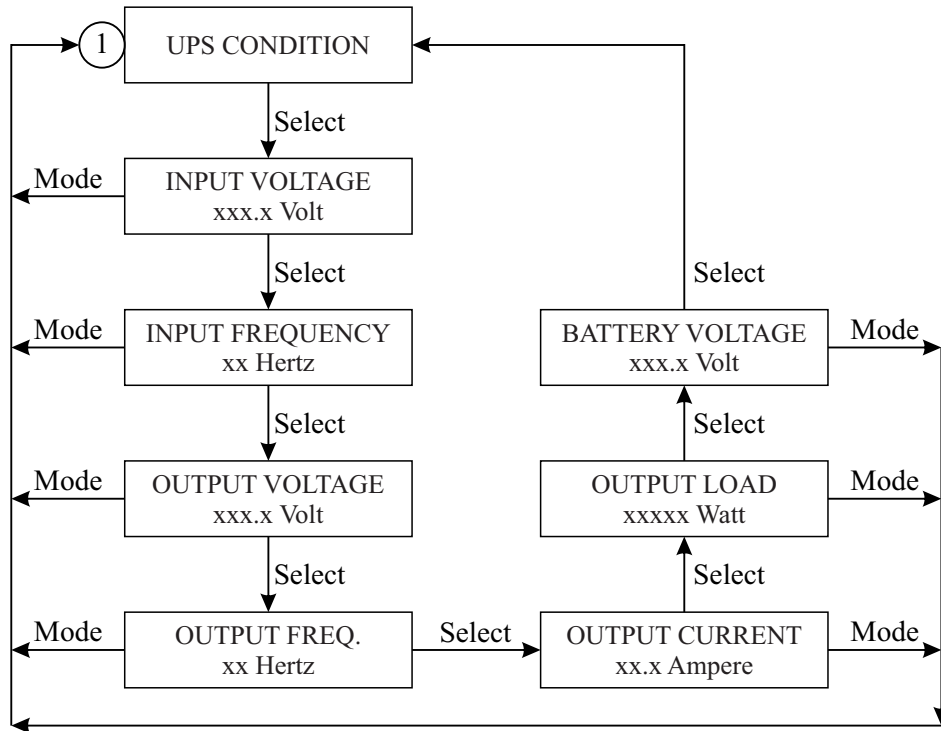 1
UPS CONDITION
Select
Mode
INPUT VOLTAGE
xxx.x Volt
Select
Select
Mode
INPUT FREQUENCY
xx Hertz
BATTERY VOLTAGE
xxx.x Volt
Mode
Select
Select
Mode
OUTPUT VOLTAGE
xxx.x Volt
OUTPUT LOAD
xxxxx Watt
Mode
Select
Select
Mode
OUTPUT FREQ.
xx Hertz
Select
OUTPUT CURRENT
xx.x Ampere
Mode